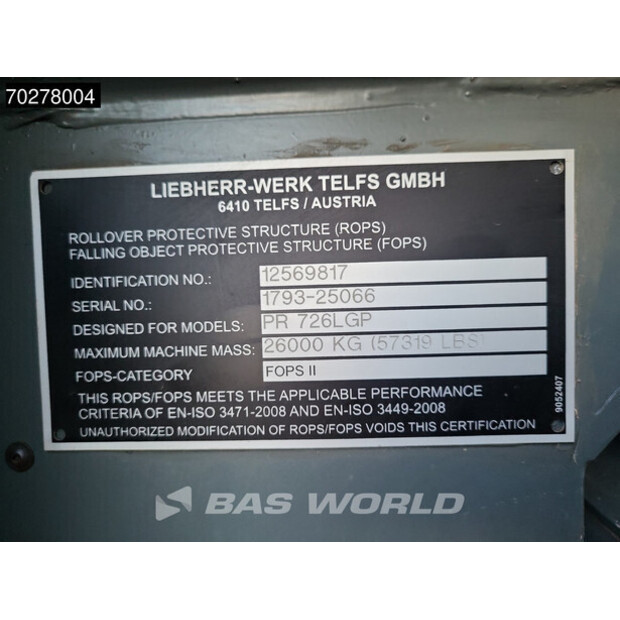 70278004
LIEBHERR-WERK TELFS GMBH
6410 TELFS / AUSTRIA
ROLLOVER PROTECTIVE STRUCTURE (ROPS)
FALLING OBJECT PROTECTIVE STRUCTURE (FOPS)
IDENTIFICATION NO.: 12569817
SERIAL NO.: 1793-25066
DESIGNED FOR MODELS: PR 726LGP
MAXIMUM MACHINE MASS: 26000 KG (57319 LBS)
FOPS-CATEGORY FOPS II
THIS ROPS/FOPS MEETS THE APPLICABLE PERFORMANCE
CRITERIA OF EN-ISO 3471-2008 AND EN-ISO 3449-2008
UNAUTHORIZED MODIFICATION OF ROPS/FOPS VOIDS THIS CERTIFICATION
9052407
BAS WORLD